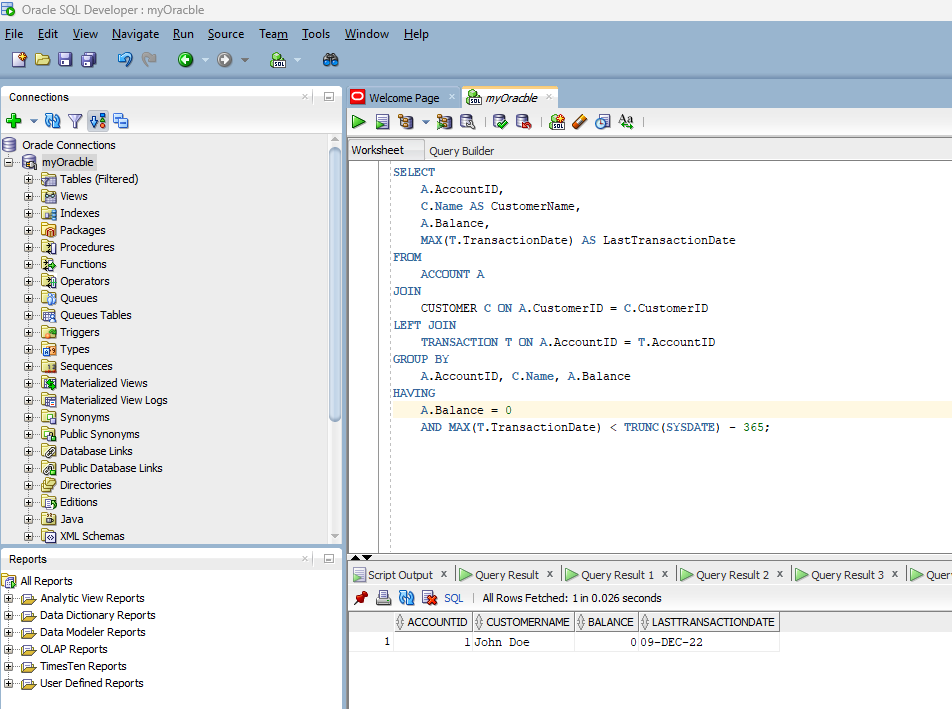 Oracle SQL Developer : myOracble
File Edit View Navigate Run Source Team Tools Window Help
Connections
Oracle Connections
myOracble
Tables (Filtered)
Views
Indexes
Packages
Procedures
Functions
Operators
Queues
Queues Tables
Triggers
Types
Sequences
Materialized Views
Materialized View Logs
Synonyms
Public Synonyms
Database Links
Public Database Links
Directories
Editions
Java
XML Schemas
Reports
All Reports
Analytic View Reports
Data Dictionary Reports
Data Modeler Reports
OLAP Reports
TimesTen Reports
User Defined Reports
Welcome Page myOracble
Worksheet Query Builder
SELECT
A.AccountID,
C.Name AS CustomerName,
A.Balance,
MAX(T.TransactionDate) AS LastTransactionDate
FROM
ACCOUNT A
JOIN
CUSTOMER C ON A.CustomerID = C.CustomerID
LEFT JOIN
TRANSACTION T ON A.AccountID = T.AccountID
GROUP BY
A.AccountID, C.Name, A.Balance
HAVING
A.Balance = 0
AND MAX(T.TransactionDate) < TRUNC(SYSDATE) - 365;
Script Output x Query Result x Query Result 1 x Query Result 2 x Query Result 3 x Query
SQL | All Rows Fetched: 1 in 0.026 seconds
ACCOUNTID CUSTOMERNAME BALANCE LASTTRANSACTIONDATE
1 1 John Doe 0 09-DEC-22